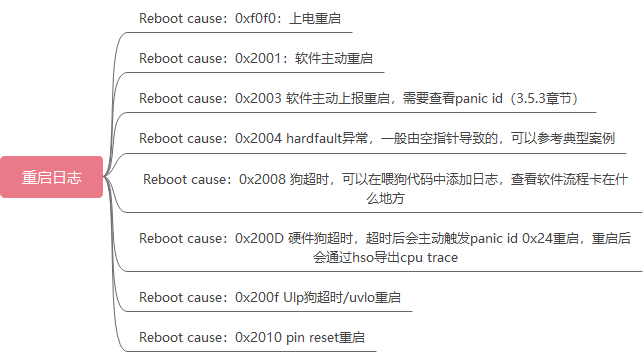 Reboot cause：0xf0f0：上电重启
Reboot cause：0x2001：软件主动重启
Reboot cause：0x2003 软件主动上报重启，需要查看panic id（3.5.3章节）
Reboot cause：0x2004 hardfault异常，一般由空指针导致的，可以参考典型案例
重启日志
Reboot cause：0x2008 狗超时，可以在喂狗代码中添加日志，查看软件流程卡在什
么地方
Reboot cause：0x200D 硬件狗超时，超时后会主动触发panic id 0x24重启，重启后
会通过hso导出cpu trace
Reboot cause：0x200f Ulp狗超时/uvlo重启
Reboot cause：0x2010 pin reset重启